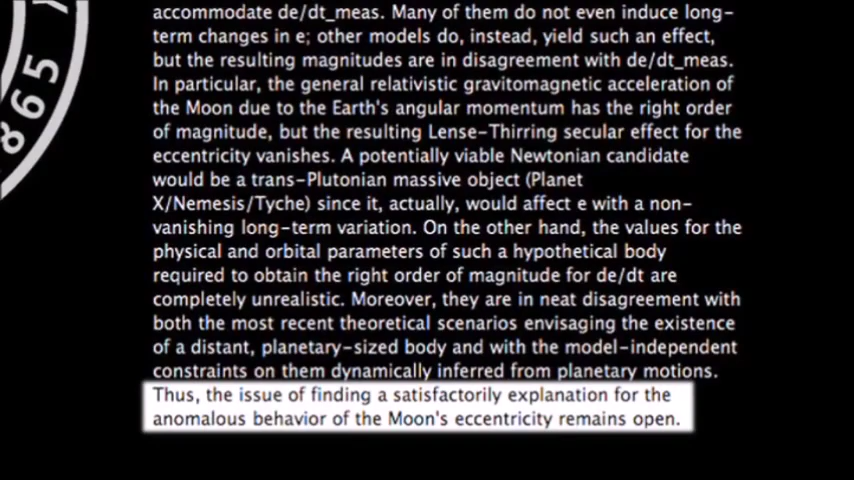 865
accommodate de/dt_meas. Many of them do not even induce long-
term changes in e; other models do, instead, yield such an effect,
but the resulting magnitudes are in disagreement with de/dt_meas.
In particular, the general relativistic gravitomagnetic acceleration of
the Moon due to the Earth's angular momentum has the right order
of magnitude, but the resulting Lense-Thirring secular effect for the
eccentricity vanishes. A potentially viable Newtonian candidate
would be a trans-Plutonian massive object (Planet
X/Nemesis/Tyche) since it, actually, would affect e with a non-
vanishing long-term variation. On the other hand, the values for the
physical and orbital parameters of such a hypothetical body
required to obtain the right order of magnitude for de/dt are
completely unrealistic. Moreover, they are in neat disagreement with
both the most recent theoretical scenarios envisaging the existence
of a distant, planetary-sized body and with the model-independent
constraints on them dynamically inferred from planetary motions.
Thus, the issue of finding a satisfactorily explanation for the
anomalous behavior of the Moon's eccentricity remains open.